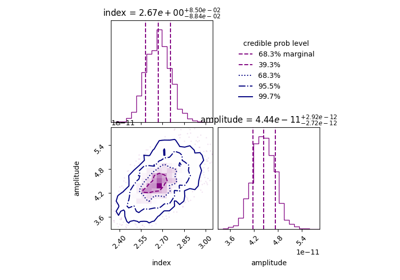 index = 2.67e+00 +8.50e-02 -8.84e-02
credible prob level
68.3% marginal
39.3%
68.3%
95.5%
99.7%
1e-11
amplitude = 4.44e-11 +2.92e-12 -2.72e-12
amplitude
5.4
4.8
4.2
3.6
2.40 2.55 2.70 2.85 3.00
index
3.6 4.2 4.8 5.4
1e-11
amplitude